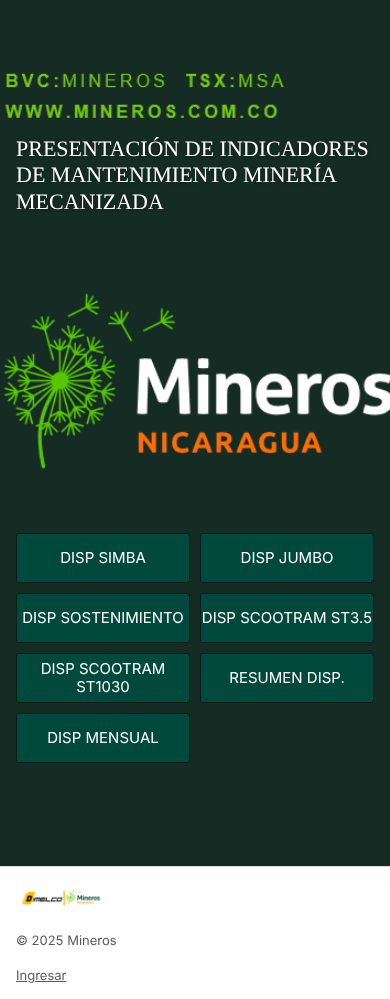 BVC:MINEROS TSX:MSA
WWW.MINEROS.COM.CO
PRESENTACIÓN DE INDICADORES
DE MANTENIMIENTO MINERÍA
MECANIZADA
Mineros
NICARAGUA
DISP SIMBA
DISP JUMBO
DISP SOSTENIMIENTO
DISP SCOOTRAM ST3.5
DISP SCOOTRAM
ST1030
RESUMEN DISP.
DISP MENSUAL
DIMELCO Mineros
© 2025 Mineros
Ingresar